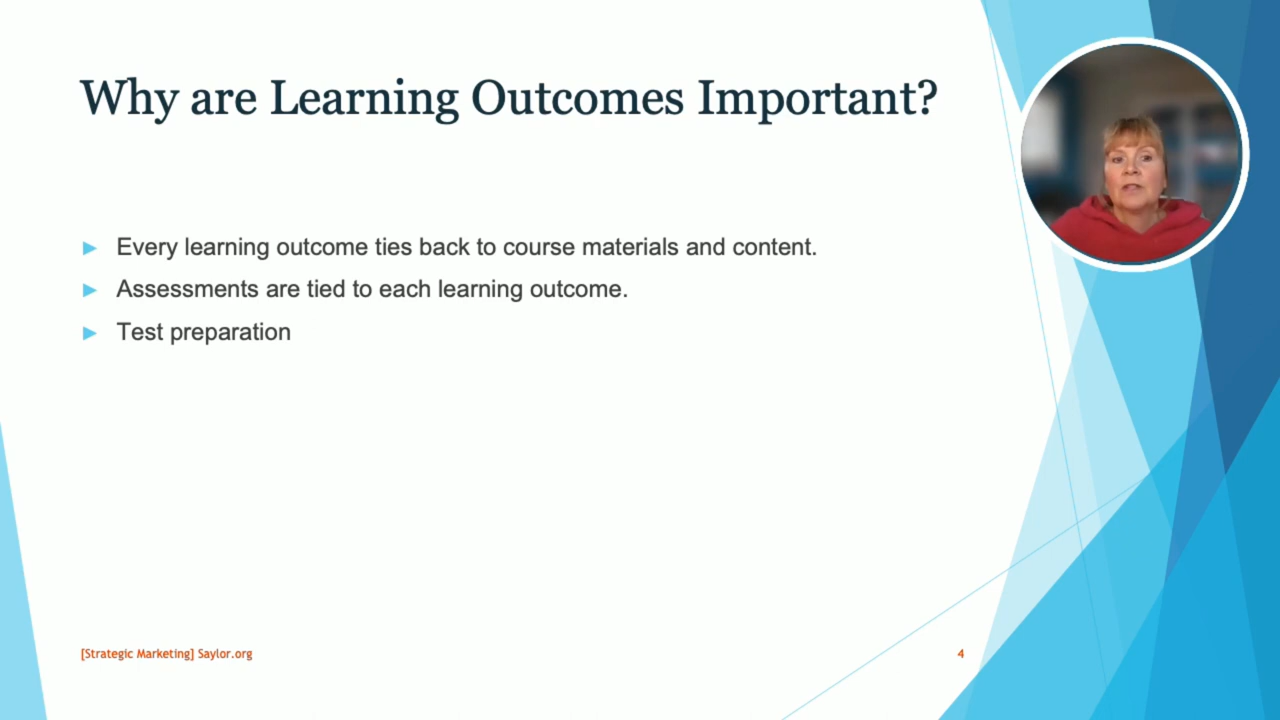 Why are Learning Outcomes Important?
Every learning outcome ties back to course materials and content.
Assessments are tied to each learning outcome.
Test preparation
[Strategic Marketing] Saylor.org
4